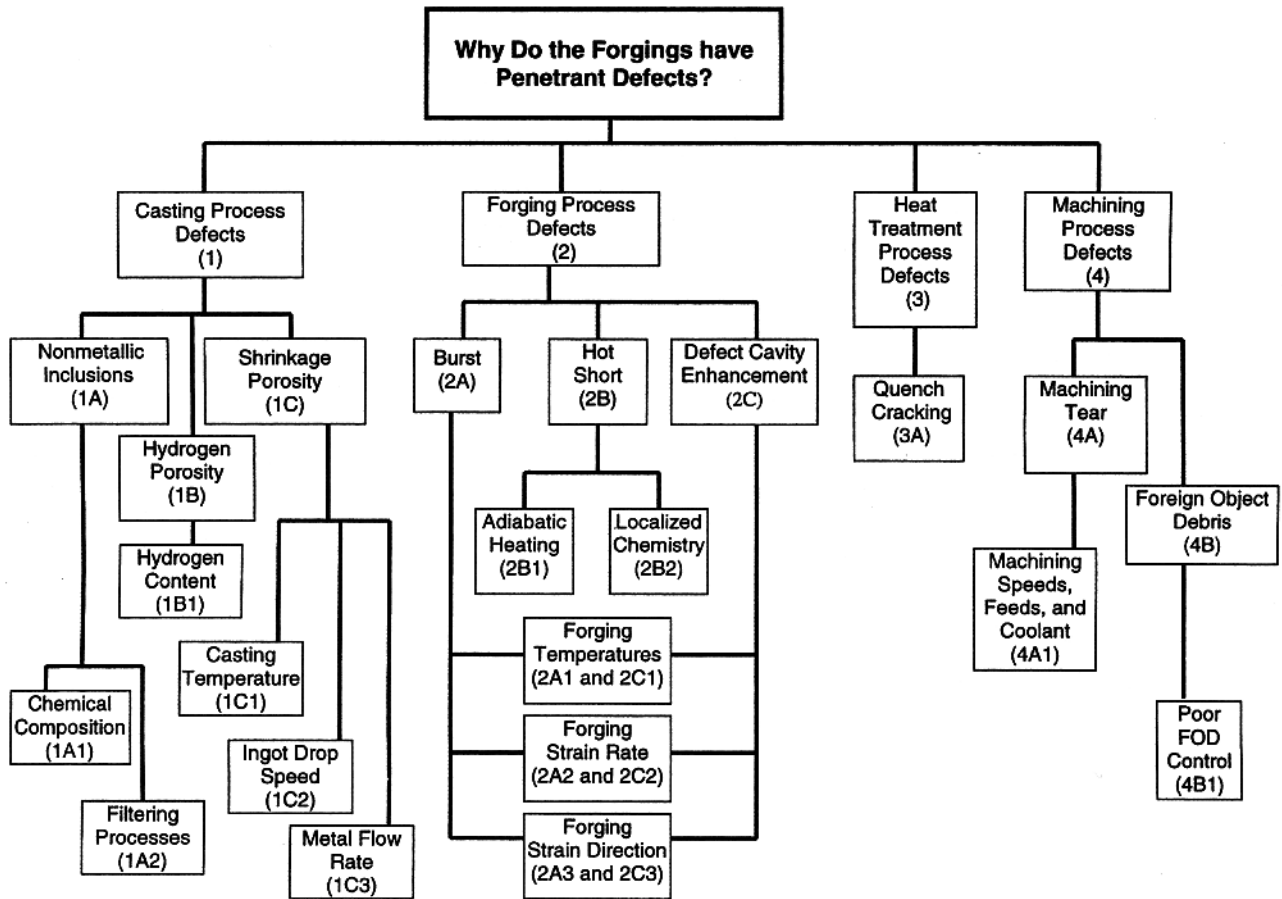 Why Do the Forgings have
Penetrant Defects?
Casting Process
Defects
(1)
Forging Process
Defects
(2)
Heat
Treatment
Process
Defects
(3)
Machining
Process
Defects
(4)
Nonmetallic
Inclusions
(1A)
Hydrogen
Porosity
(1B)
Shrinkage
Porosity
(1C)
Burst
(2A)
Hot
Short
(2B)
Defect Cavity
Enhancement
(2C)
Quench
Cracking
(3A)
Machining
Tear
(4A)
Foreign Object
Debris
(4B)
Hydrogen
Content
(1B1)
Adiabatic
Heating
(2B1)
Localized
Chemistry
(2B2)
Machining
Speeds,
Feeds, and
Coolant
(4A1)
Casting
Temperature
(1C1)
Forging
Temperatures
(2A1 and 2C1)
Chemical
Composition
(1A1)
Ingot Drop
Speed
(1C2)
Forging
Strain Rate
(2A2 and 2C2)
Poor
FOD
Control
(4B1)
Filtering
Processes
(1A2)
Metal Flow
Rate
(1C3)
Forging
Strain Direction
(2A3 and 2C3)